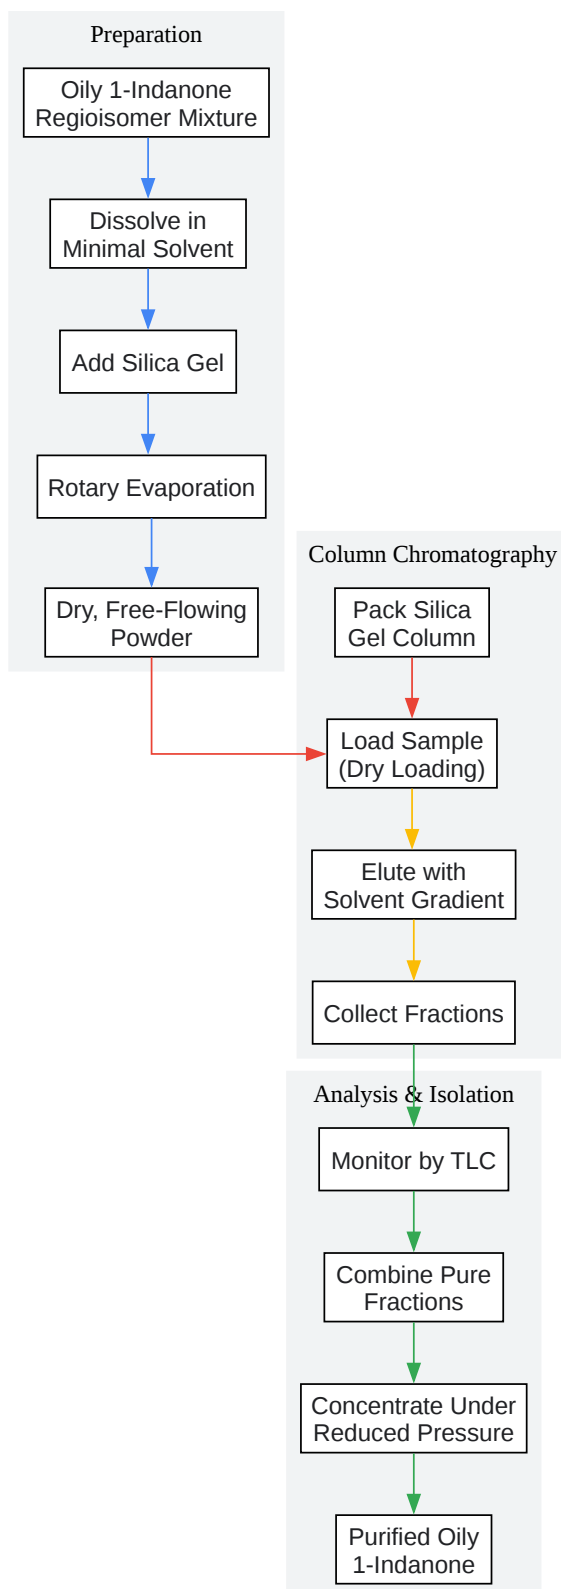 Preparation
Oily 1-Indanone
Regioisomer Mixture
Dissolve in
Minimal Solvent
Add Silica Gel
Rotary Evaporation
Dry, Free-Flowing
Powder
Column Chromatography
Pack Silica
Gel Column
Load Sample
(Dry Loading)
Elute with
Solvent Gradient
Collect Fractions
Analysis & Isolation
Monitor by TLC
Combine Pure
Fractions
Concentrate Under
Reduced Pressure
Purified Oily
1-Indanone